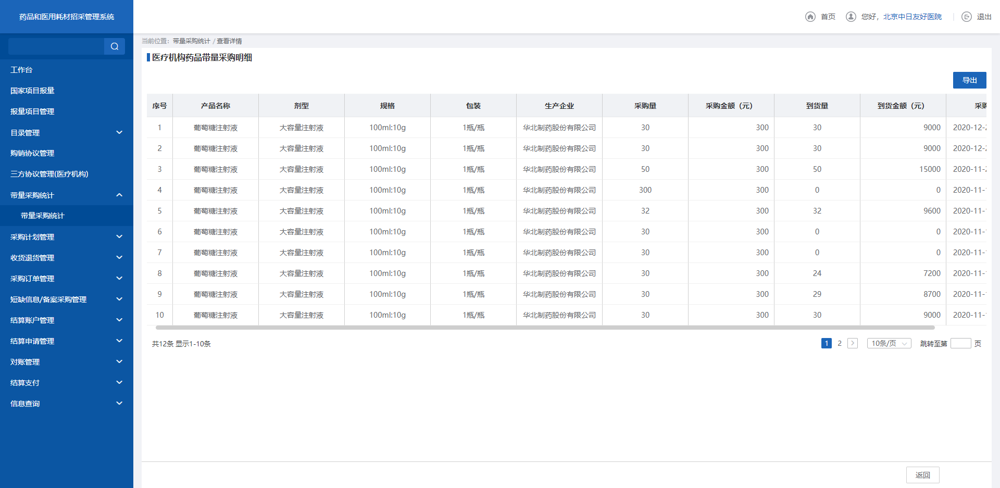 药品和医用耗材招采管理系统
首页 您好，北京中日友好医院 退出
当前位置：带量采购统计 / 查看详情
医疗机构药品带量采购明细
导出
工作台
国家项目报量
报量项目管理
目录管理
购销协议管理
三方协议管理(医疗机构)
带量采购统计
带量采购统计
采购计划管理
收货退货管理
采购订单管理
短缺信息/备案采购管理
结算账户管理
结算申请管理
对账管理
结算支付
信息查询
序号 产品名称 剂型 规格 包装 生产企业 采购量 采购金额（元） 到货量 到货金额（元） 采购
1 葡萄糖注射液 大容量注射液 100ml:10g 1瓶/瓶 华北制药股份有限公司 30 300 30 9000 2020-12-2
2 葡萄糖注射液 大容量注射液 100ml:10g 1瓶/瓶 华北制药股份有限公司 30 300 30 9000 2020-12-2
3 葡萄糖注射液 大容量注射液 100ml:10g 1瓶/瓶 华北制药股份有限公司 50 300 50 15000 2020-11-2
4 葡萄糖注射液 大容量注射液 100ml:10g 1瓶/瓶 华北制药股份有限公司 300 300 0 0 2020-11-1
5 葡萄糖注射液 大容量注射液 100ml:10g 1瓶/瓶 华北制药股份有限公司 32 300 32 9600 2020-11-1
6 葡萄糖注射液 大容量注射液 100ml:10g 1瓶/瓶 华北制药股份有限公司 30 300 0 0 2020-11-1
7 葡萄糖注射液 大容量注射液 100ml:10g 1瓶/瓶 华北制药股份有限公司 30 300 0 0 2020-11-1
8 葡萄糖注射液 大容量注射液 100ml:10g 1瓶/瓶 华北制药股份有限公司 30 300 24 7200 2020-11-1
9 葡萄糖注射液 大容量注射液 100ml:10g 1瓶/瓶 华北制药股份有限公司 30 300 29 8700 2020-11-1
10 葡萄糖注射液 大容量注射液 100ml:10g 1瓶/瓶 华北制药股份有限公司 30 300 30 9000 2020-11-1
共12条 显示1-10条 1 2 10条/页 跳转至第 页
返回